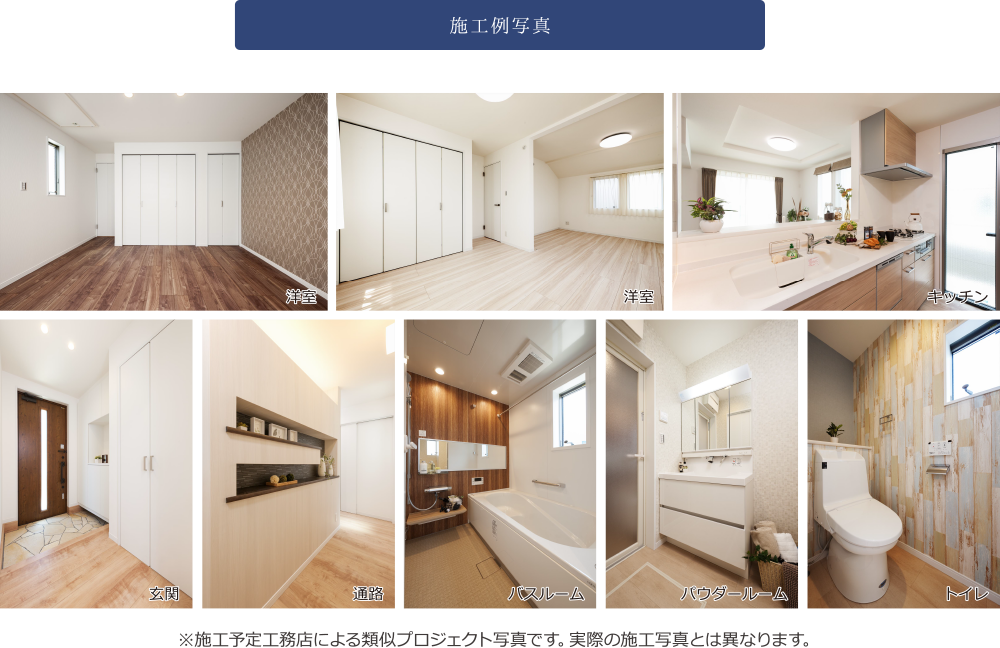 施工例写真
洋室
洋室
キッチン
玄関
通路
バスルーム
パウダールーム
トイレ
※施工予定工務店による類似プロジェクト写真です。実際の施工写真とは異なります。